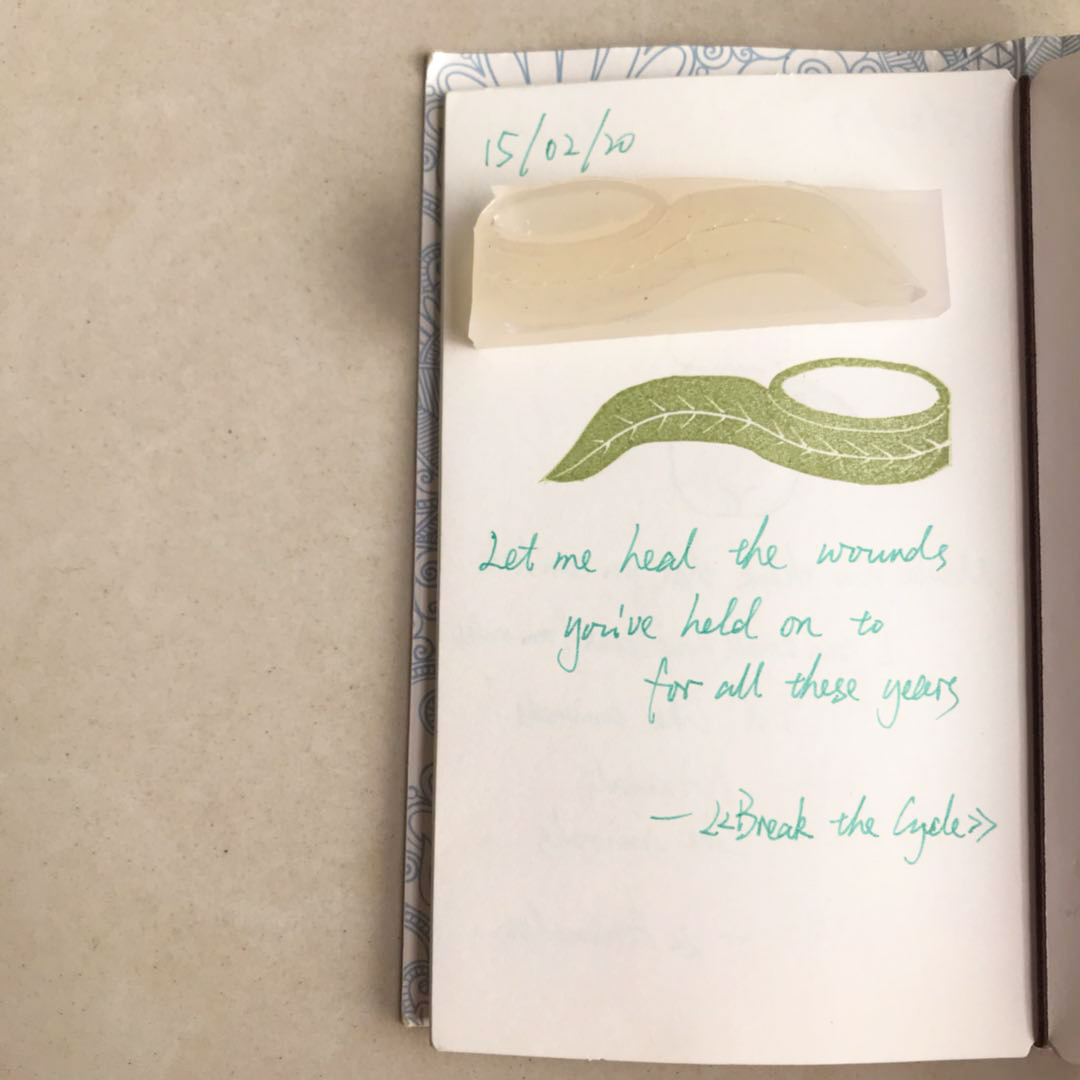 15/02/20
Let me heal the wounds
you've held on to
for all these years
— <<Break the Cycle>>